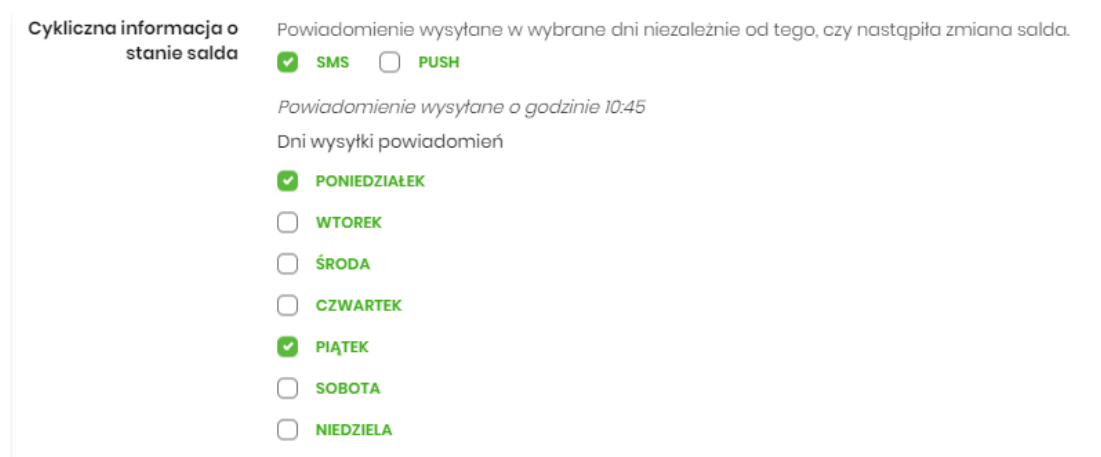 Cykliczna informacja o
stanie salda
Powiadomienie wysyłane w wybrane dni niezależnie od tego, czy nastąpiła zmiana salda.
SMS PUSH
Powiadomienie wysyłane o godzinie 10:45
Dni wysyłki powiadomień
PONIEDZIAŁEK
WTOREK
ŚRODA
CZWARTEK
PIĄTEK
SOBOTA
NIEDZIELA